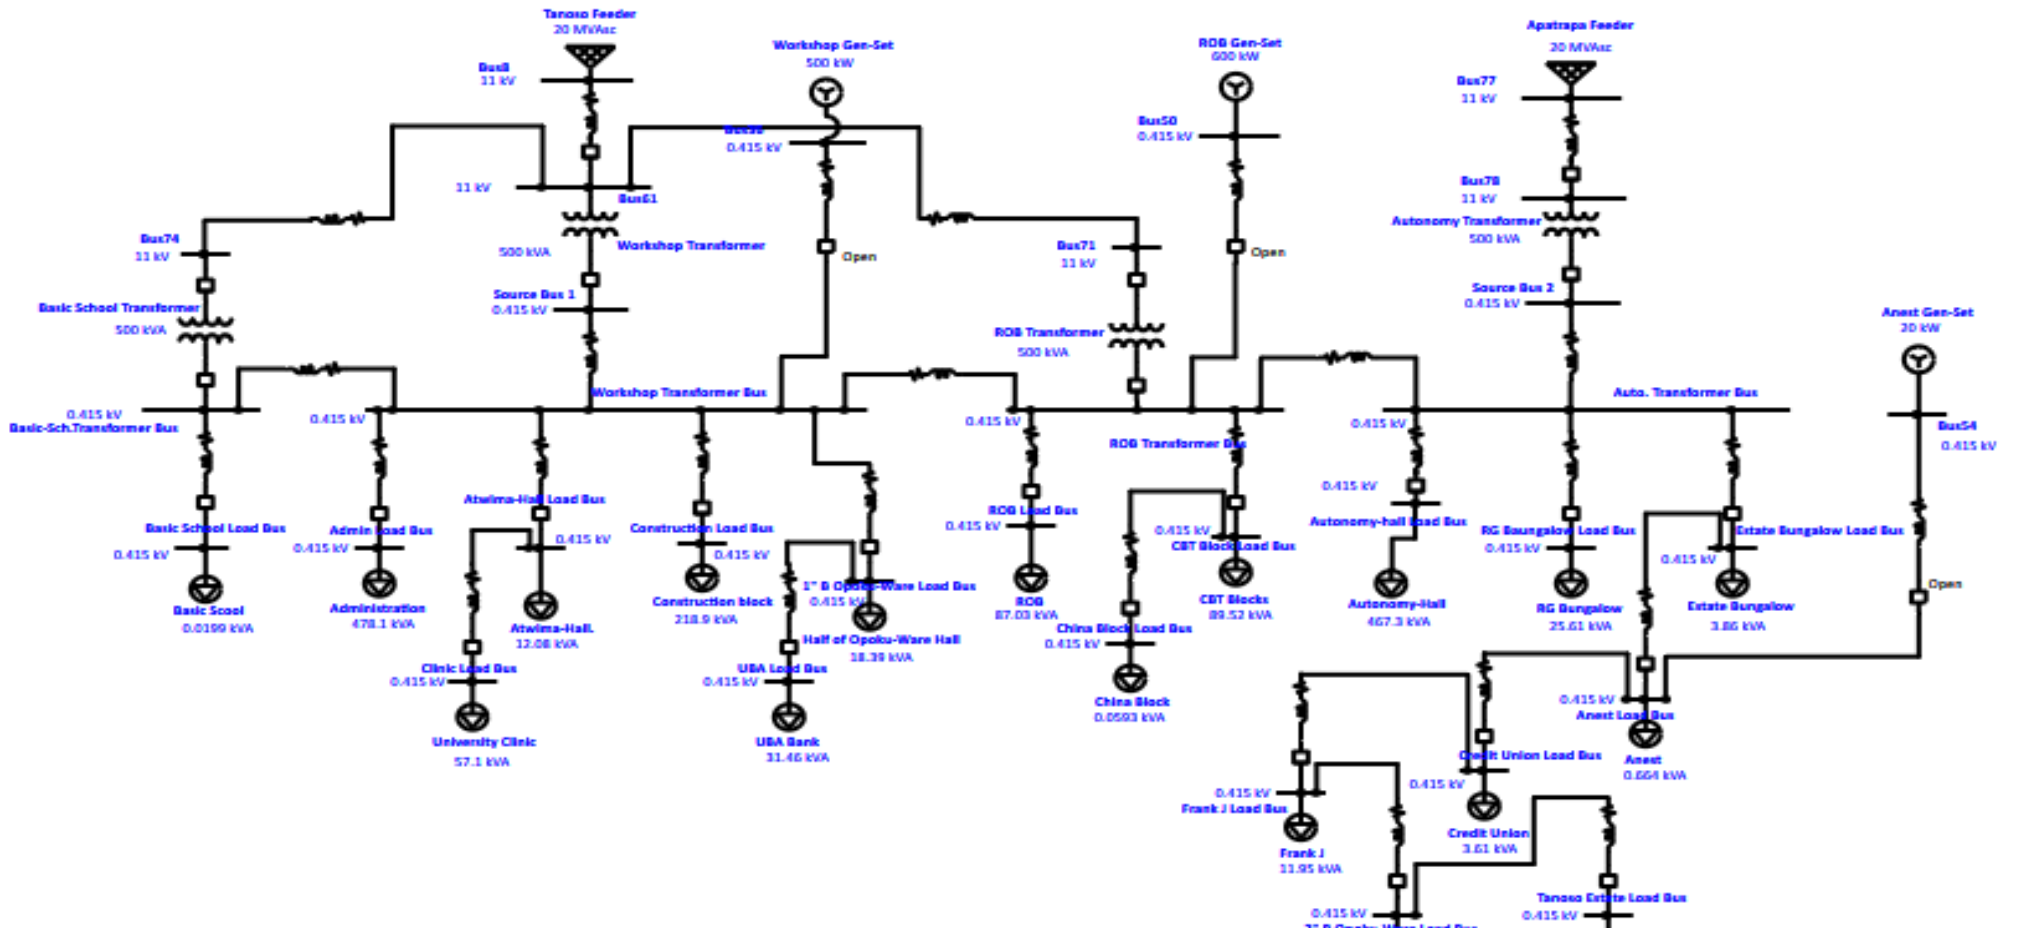 Tanoso Feeder
20 MVAsc
Bus8
11 kV
Workshop Gen-Set
500 kW
0.415 kV
ROB Gen-Set
600 kW
Bus50
0.415 kV
Apatrapa Feeder
20 MVAsc
Bus77
11 kV
11 kV
Bus61
Bus78
11 kV
Autonomy Transformer
500 kVA
Bus74
11 kV
500 kVA
Workshop Transformer
Open
Bus71
11 kV
Open
Source Bus 1
0.415 kV
Source Bus 2
0.415 kV
Basic School Transformer
500 kVA
ROB Transformer
500 kVA
Anest Gen-Set
20 kW
Workshop Transformer Bus
Auto. Transformer Bus
0.415 kV
Basic-Sch.Transformer Bus
0.415 kV
0.415 kV
ROB Transformer Bus
0.415 kV
Bus54
0.415 kV
Basic School Load Bus
0.415 kV
Admin Load Bus
0.415 kV
Atwima-Hall Load Bus
0.415 kV
Construction Load Bus
0.415 kV
ROB Load Bus
0.415 kV
0.415 kV
CBT Block Load Bus
0.415 kV
Autonomy-hall Load Bus
RG Baungalow Load Bus
0.415 kV
Estate Bungalow Load Bus
0.415 kV
Open
Basic Scool
0.0199 kVA
Administration
478.1 kVA
Atwima-Hall.
12.08 kVA
Construction block
218.9 kVA
1" B Opoku-Ware Load Bus
0.415 kV
Half of Opoku-Ware Hall
18.39 kVA
ROB
87.03 kVA
CBT Blocks
89.52 kVA
Autonomy-Hall
467.3 kVA
RG Bungalow
25.61 kVA
Estate Bungalow
3.86 kVA
China Block Load Bus
0.415 kV
Clinic Load Bus
0.415 kV
UBA Load Bus
0.415 kV
China Block
0.0593 kVA
0.415 kV
Anest Load Bus
University Clinic
57.1 kVA
UBA Bank
31.46 kVA
Credit Union Load Bus
0.415 kV
Anest
0.664 kVA
0.415 kV
Frank J Load Bus
Credit Union
3.61 kVA
Frank J
11.95 kVA
Tanoso Estate Load Bus
0.415 kV
0.415 kV